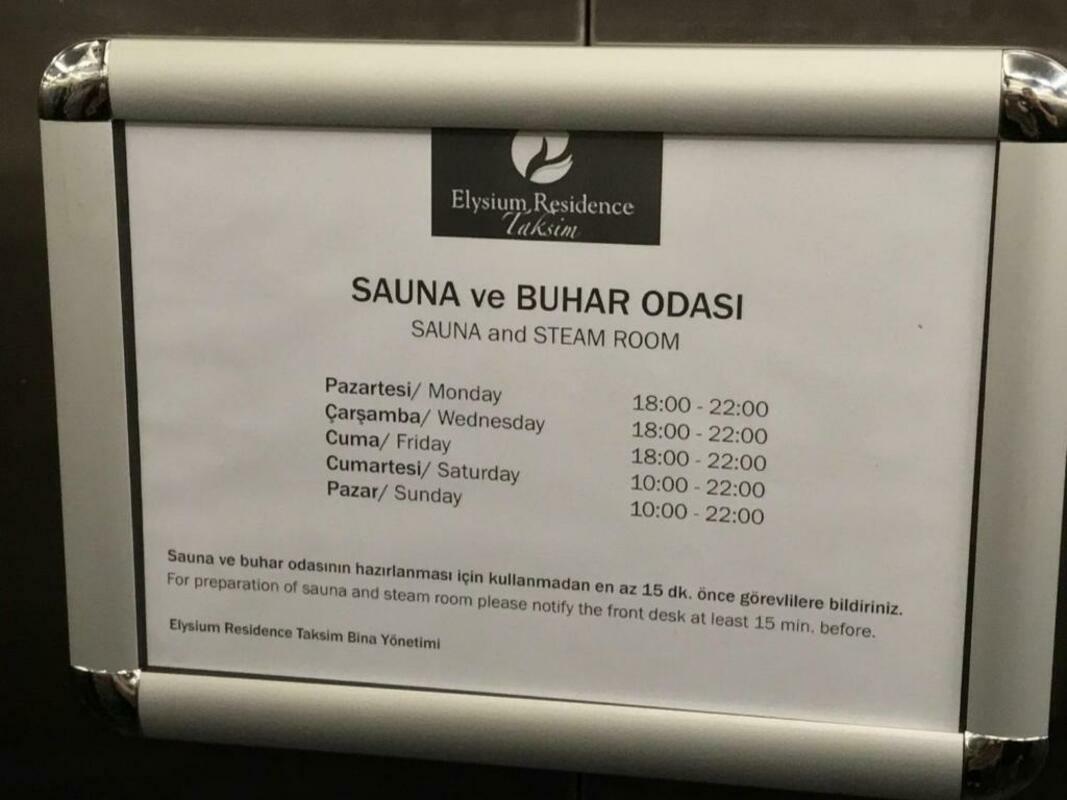 Elysium Residence
Taksim
SAUNA ve BUHAR ODASI
SAUNA and STEAM ROOM
Pazartesi/ Monday 18:00 - 22:00
Çarşamba/ Wednesday 18:00 - 22:00
Cuma/ Friday 18:00 - 22:00
Cumartesi/ Saturday 10:00 - 22:00
Pazar/ Sunday 10:00 - 22:00
Sauna ve buhar odasının hazırlanması için kullanmadan en az 15 dk. önce görevlilere bildiriniz.
For preparation of sauna and steam room please notify the front desk at least 15 min. before.
Elysium Residence Taksim Bina Yönetimi